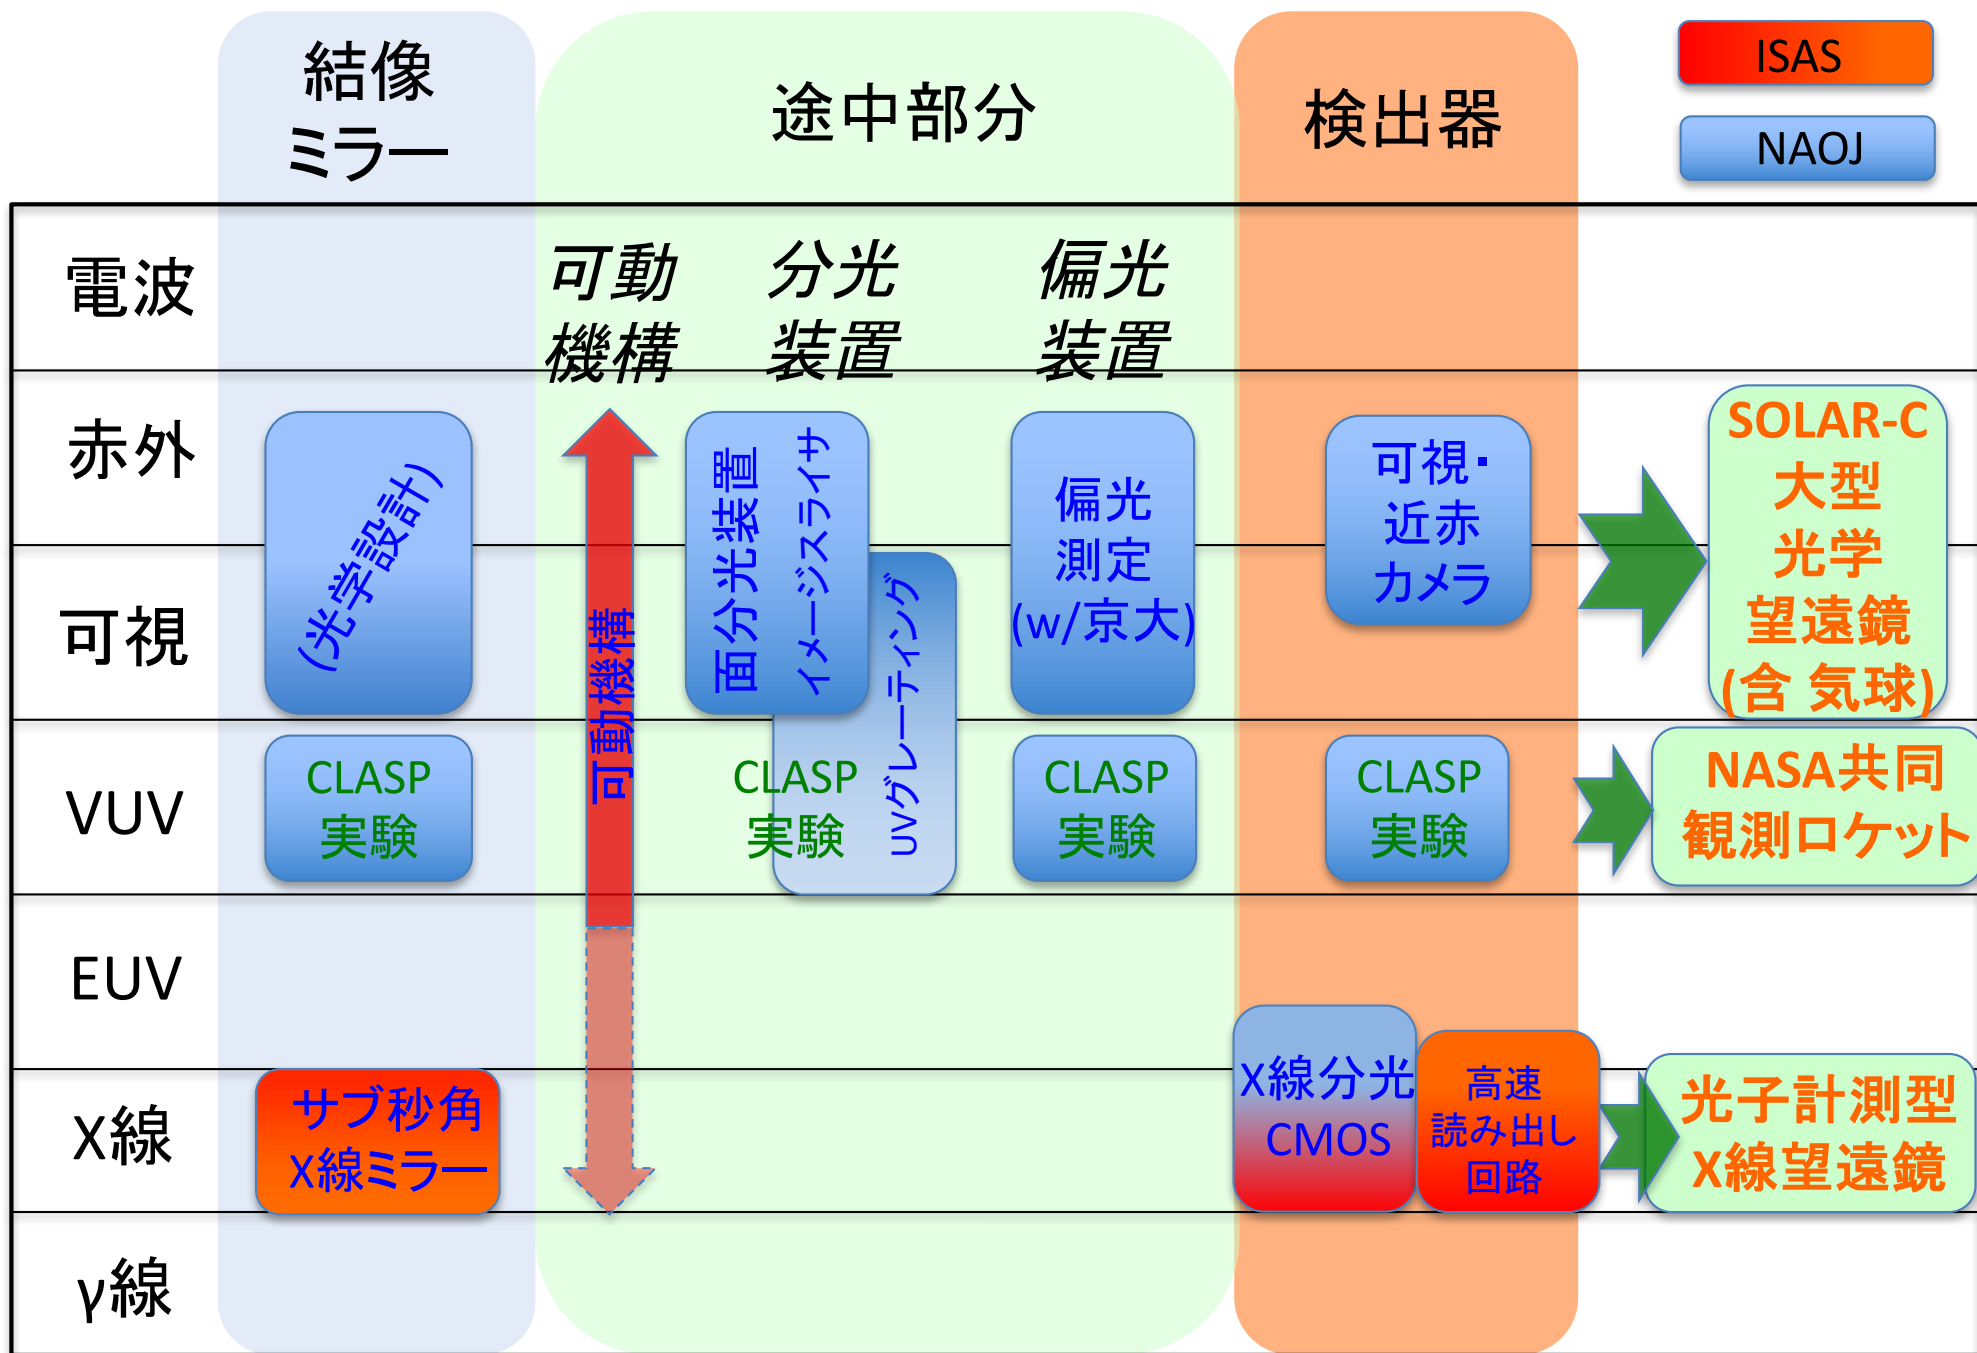 結像
ミラー
途中部分
検出器
ISAS
NAOJ
電波
可動
機構
分光
装置
偏光
装置
赤外
(光学設計)
可動機構
面分光装置
イメージスライサ
UVグレーティング
偏光
測定
(w/京大)
可視・
近赤
カメラ
SOLAR-C
大型
光学
望遠鏡
(含 気球)
可視
VUV
CLASP
実験
CLASP
実験
CLASP
実験
CLASP
実験
NASA共同
観測ロケット
EUV
X線
サブ秒角
X線ミラー
X線分光
CMOS
高速
読み出し
回路
光子計測型
X線望遠鏡
γ線